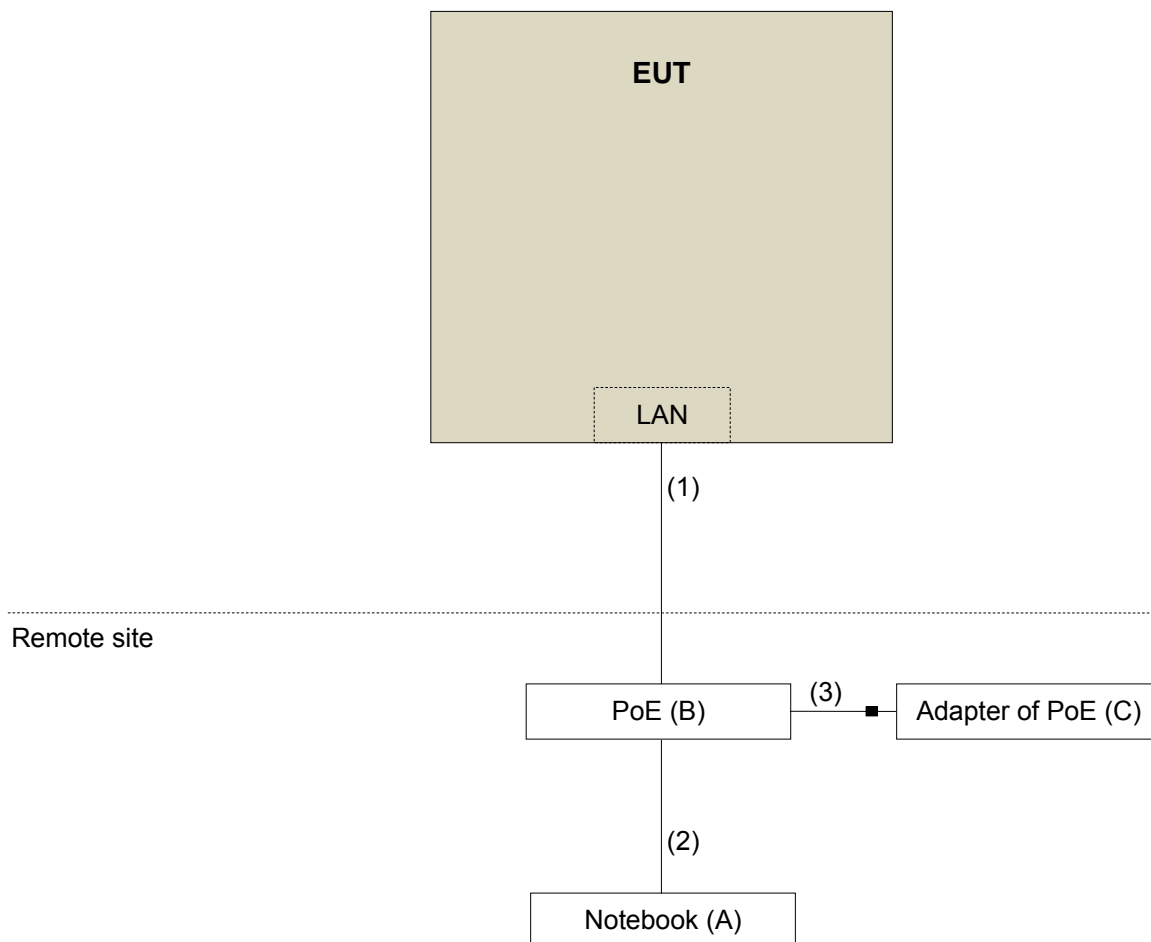 EUT
LAN
(1)
Remote site
PoE (B)
(3)
Adapter of PoE (C)
(2)
Notebook (A)